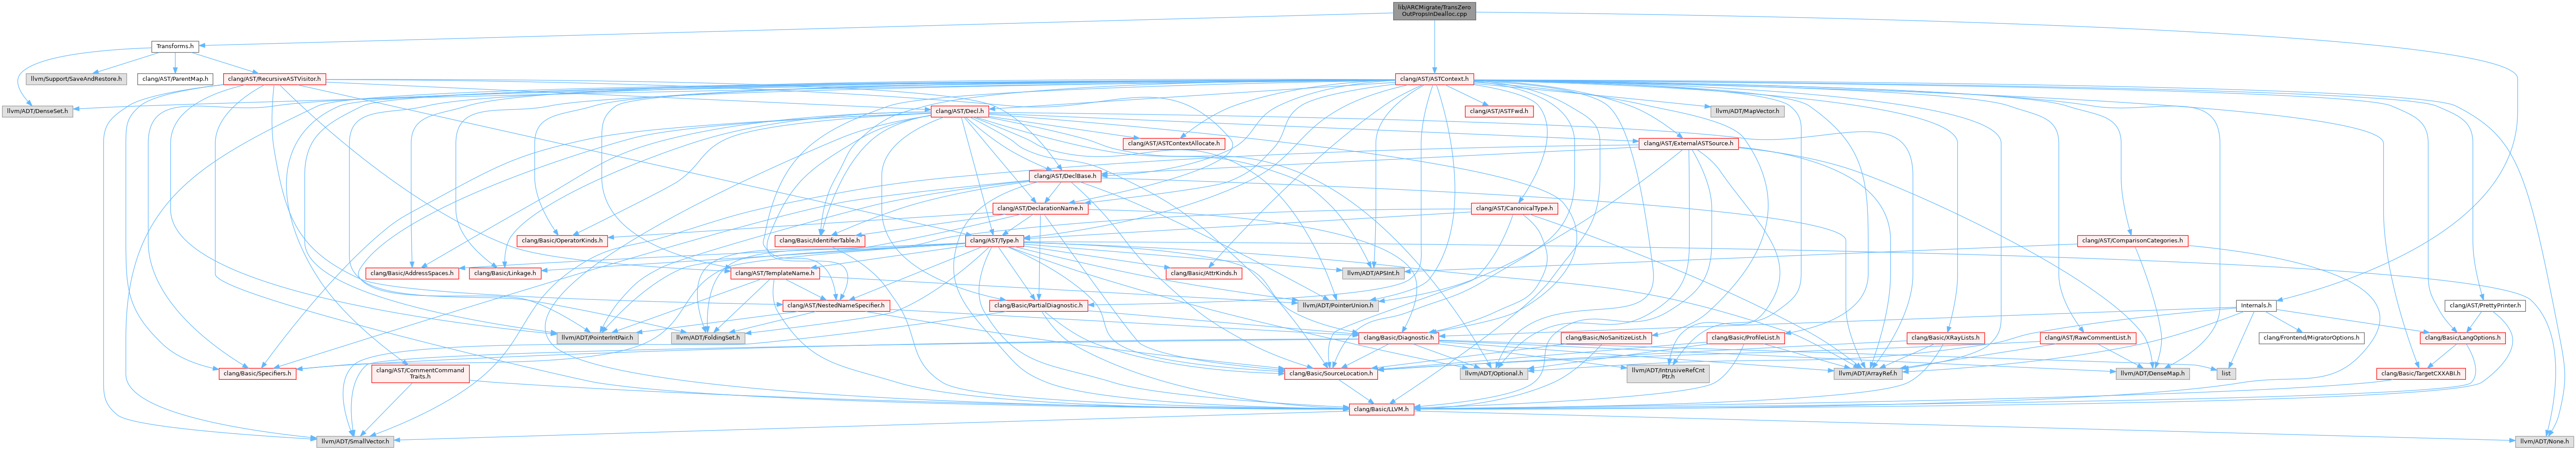 lib/ARCMigrate/TransZero
OutPropsInDealloc.cpp
Transforms.h
llvm/Support/SaveAndRestore.h
clang/AST/ParentMap.h
clang/AST/RecursiveASTVisitor.h
clang/AST/ASTContext.h
llvm/ADT/DenseSet.h
clang/AST/Decl.h
clang/AST/ASTFwd.h
llvm/ADT/MapVector.h
clang/AST/ASTContextAllocate.h
clang/AST/ExternalASTSource.h
clang/AST/DeclBase.h
clang/AST/DeclarationName.h
clang/AST/CanonicalType.h
clang/Basic/OperatorKinds.h
clang/Basic/IdentifierTable.h
clang/AST/Type.h
clang/AST/ComparisonCategories.h
clang/Basic/AddressSpaces.h
clang/Basic/Linkage.h
clang/AST/TemplateName.h
clang/Basic/AttrKinds.h
llvm/ADT/APSInt.h
clang/AST/NestedNameSpecifier.h
clang/Basic/PartialDiagnostic.h
llvm/ADT/PointerUnion.h
Internals.h
clang/AST/PrettyPrinter.h
llvm/ADT/PointerIntPair.h
llvm/ADT/FoldingSet.h
clang/Basic/Diagnostic.h
clang/Basic/NoSanitizeList.h
clang/Basic/ProfileList.h
clang/Basic/XRayLists.h
clang/AST/RawCommentList.h
clang/Frontend/MigratorOptions.h
clang/Basic/LangOptions.h
clang/Basic/Specifiers.h
clang/AST/CommentCommand
Traits.h
clang/Basic/SourceLocation.h
llvm/ADT/Optional.h
llvm/ADT/IntrusiveRefCnt
Ptr.h
llvm/ADT/ArrayRef.h
llvm/ADT/DenseMap.h
list
clang/Basic/TargetCXXABI.h
clang/Basic/LLVM.h
llvm/ADT/SmallVector.h
llvm/ADT/None.h